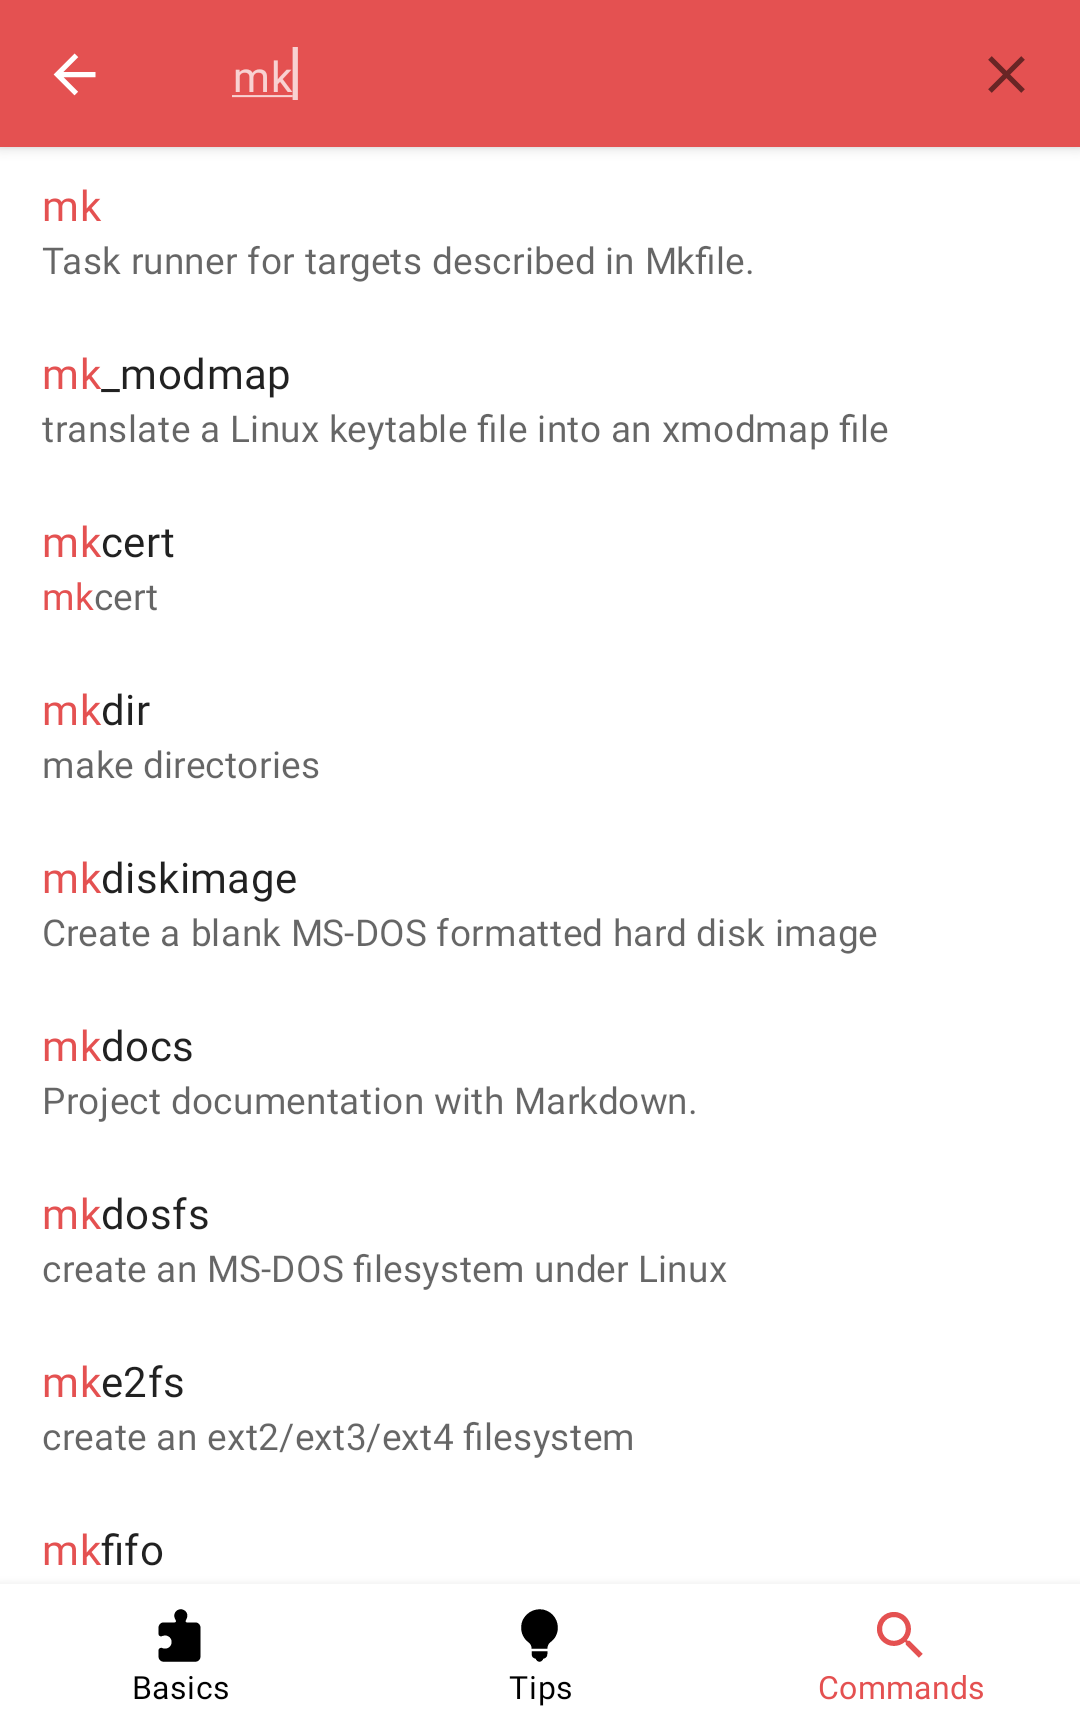 mk
mk
Task runner for targets described in Mkfile.
mk_modmap
translate a Linux keytable file into an xmodmap file
mkcert
mkcert
mkdir
make directories
mkdiskimage
Create a blank MS-DOS formatted hard disk image
mkdocs
Project documentation with Markdown.
mkdosfs
create an MS-DOS filesystem under Linux
mke2fs
create an ext2/ext3/ext4 filesystem
mkfifo
Basics
Tips
Commands